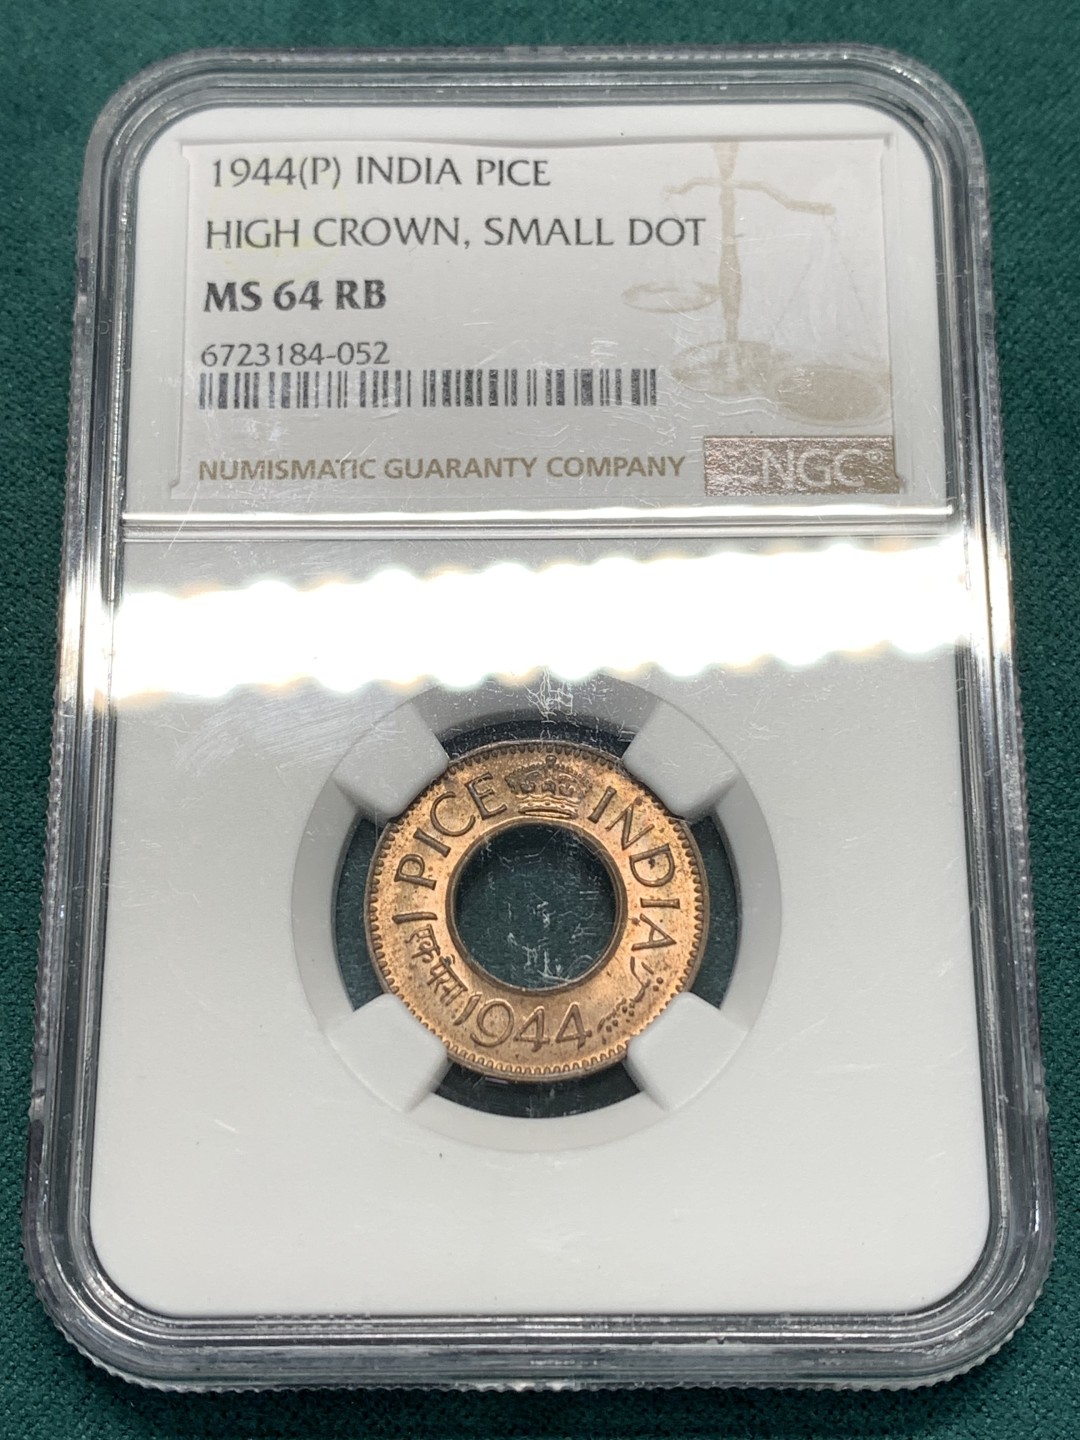 1944(P) INDIA PICE
HIGH CROWN, SMALL DOT
MS 64 RB
6723184-052
NUMISMATIC GUARANTY COMPANY NGC®
1 PICE INDIA
एक पैसा 1944